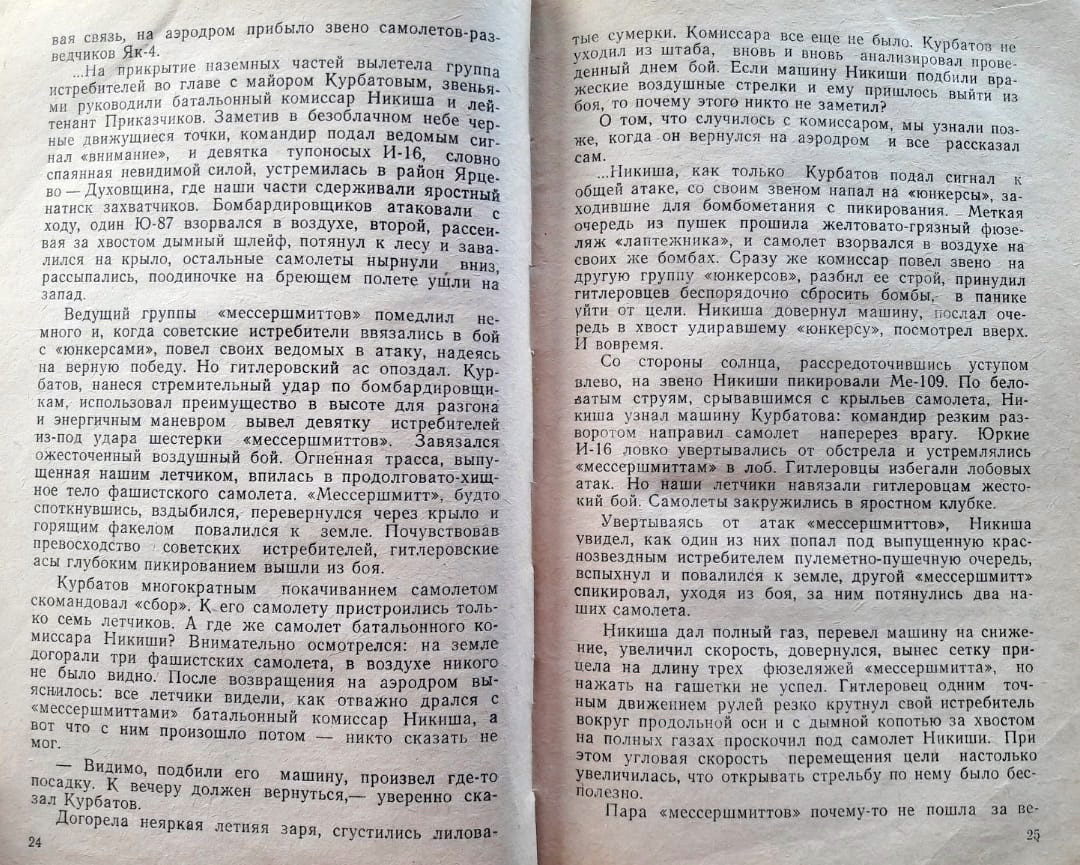 вая связь, на аэродром прибыло звено самолетов-раз-
ведчиков Як-4.
...На прикрытие наземных частей вылетела группа
истребителей во главе с майором Курбатовым, звенья-
ми руководили батальонный комиссар Никиша и лей-
тенант Приказчиков. Заметив в безоблачном небе чер-
ные движущиеся точки, командир подал ведомым сиг-
нал «внимание», и девятка тупоносых И-16, словно
спаянная невидимой силой, устремилась в район Ярце-
во — Духовщина, где наши части сдерживали яростный
натиск захватчиков. Бомбардировщиков атаковали с
ходу, один Ю-87 взорвался в воздухе, второй, рассеи-
вая за хвостом дымный шлейф, потянул к лесу и зава-
лился на крыло, остальные самолеты нырнули вниз,
рассыпались, поодиночке на бреющем полете ушли на
запад.
Ведущий группы «мессершмиттов» помедлил не-
много и, когда советские истребители ввязались в бой
с «юнкерсами», повел своих ведомых в атаку, надеясь
на верную победу. Но гитлеровский ас опоздал. Кур-
батов, нанеся стремительный удар по бомбардировщи-
кам, использовал преимущество в высоте для разгона
и энергичным маневром вывел девятку истребителей
из-под удара шестерки «мессершмиттов». Завязался
ожесточенный воздушный бой. Огненная трасса, выпу-
щенная нашим летчиком, впилась в продолговато-хищ-
ное тело фашистского самолета. «Мессершмитт», будто
споткнувшись, вздыбился, перевернулся через крыло и
горящим факелом повалился к земле. Почувствовав
превосходство советских истребителей, гитлеровские
асы глубоким пикированием вышли из боя.
Курбатов многократным покачиванием самолетом
скомандовал «сбор». К его самолету пристроились толь-
ко семь летчиков. А где же самолет батальонного ко-
миссара Никиши? Внимательно осмотрелся: на земле
догорали три фашистских самолета, в воздухе никого
не было видно. После возвращения на аэродром вы-
яснилось: все летчики видели, как отважно дрался с
«мессершмиттами» батальонный комиссар Никиша, а
вот что с ним произошло потом — никто сказать не
мог.
— Видимо, подбили его машину, произвел где-то
посадку. К вечеру должен вернуться,— уверенно ска-
зал Курбатов.
Догорела неяркая летняя заря, сгустились лилова-
24
тые сумерки. Комиссара все еще не было. Курбатов не
уходил из штаба, вновь и вновь анализировал прове-
денный днем бой. Если машину Никиши подбили вра-
жеские воздушные стрелки и ему пришлось выйти из
боя, то почему этого никто не заметил?
О том, что случилось с комиссаром, мы узнали поз-
же, когда он вернулся на аэродром и все рассказал
сам.
...Никиша, как только Курбатов подал сигнал к
общей атаке, со своим звеном напал на «юнкерсы», за-
ходившие для бомбометания с пикирования. Меткая
очередь из пушек прошила желтовато-грязный фюзе-
ляж «лаптежника», и самолет взорвался в воздухе на
своих же бомбах. Сразу же комиссар повел звено на
другую группу «юнкерсов», разбил ее строй, принудил
гитлеровцев беспорядочно сбросить бомбы, в панике
уйти от цели. Никиша довернул машину, послал оче-
редь в хвост удиравшему «юнкерсу», посмотрел вверх.
И вовремя.
Со стороны солнца, рассредоточившись уступом
влево, на звено Никиши пикировали Ме-109. По бело-
ватым струям, срывавшимся с крыльев самолета, Ни-
киша узнал машину Курбатова: командир резким раз-
воротом направил самолет наперерез врагу. Юркие
И-16 ловко увертывались от обстрела и устремлялись
«мессершмиттам» в лоб. Гитлеровцы избегали лобовых
атак. Но наши летчики навязали гитлеровцам жесто-
кий бой. Самолеты закружились в яростном клубке.
Увертываясь от атак «мессершмиттов», Никиша
увидел, как один из них попал под выпущенную крас-
нозвездным истребителем пулеметно-пушечную очередь,
вспыхнул и повалился к земле, другой «мессершмитт»
спикировал, уходя из боя, за ним потянулись два на-
ших самолета.
Никиша дал полный газ, перевел машину на сниже-
ние, увеличил скорость, довернулся, вынес сетку при-
цела на длину трех фюзеляжей «мессершмитта», но
нажать на гашетки не успел. Гитлеровец одним точ-
ным движением рулей резко крутнул свой истребитель
вокруг продольной оси и с дымной копотью за хвостом
на полных газах проскочил под самолет Никиши. При
этом угловая скорость перемещения цели настолько
увеличилась, что открывать стрельбу по нему было бес-
полезно.
Пара «мессершмиттов» почему-то не пошла за ве-
25